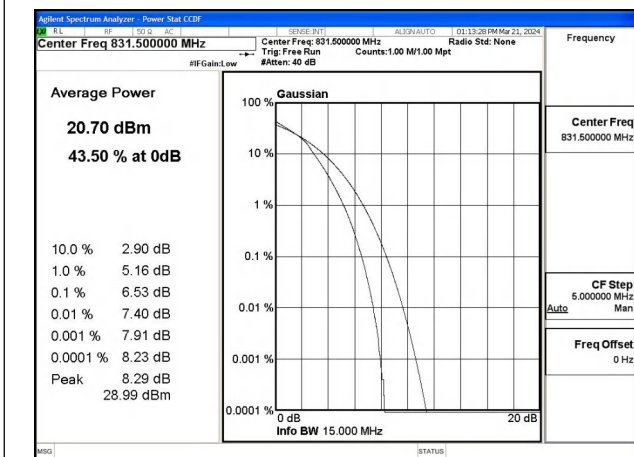 Agilent Spectrum Analyzer - Power Stat CCDF
RL RF 50 Ω AC SENSE:INT ALIGNAUTO 01:13:28 PM Mar 21, 2024
Center Freq 831.500000 MHz
Center Freq: 831.500000 MHz Radio Std: None
Trig: Free Run Counts:1.00 M/1.00 Mpt
#IFGain:Low #Atten: 40 dB
Frequency
Average Power
20.70 dBm
43.50 % at 0dB
10.0 % 2.90 dB
1.0 % 5.16 dB
0.1 % 6.53 dB
0.01 % 7.40 dB
0.001 % 7.91 dB
0.0001 % 8.23 dB
Peak 8.29 dB
28.99 dBm
Gaussian
100 %
10 %
1 %
0.1 %
0.01 %
0.001 %
0.0001 %
0 dB 20 dB
Info BW 15.000 MHz
Center Freq
831.500000 MHz
CF Step
5.000000 MHz
Auto Man
Freq Offset
0 Hz
MSG STATUS